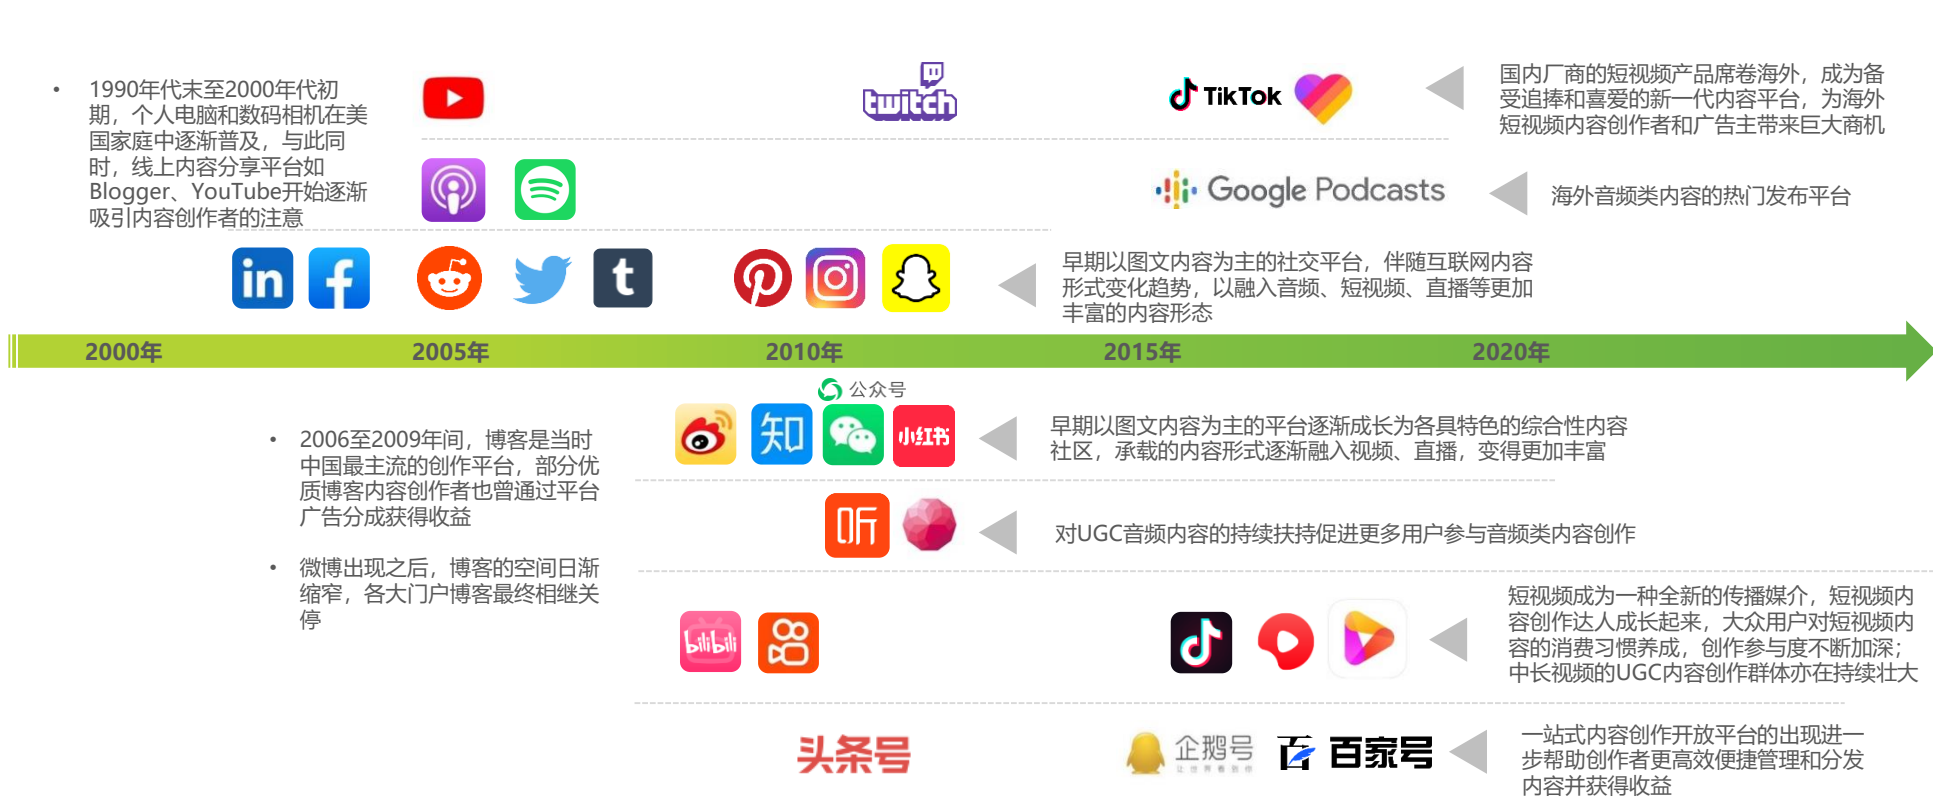 • 1990年代末至2000年代初
期，个人电脑和数码相机在美
国家庭中逐渐普及，与此同
时，线上内容分享平台如
Blogger、YouTube开始逐渐
吸引内容创作者的注意
twitch
TikTok
国内厂商的短视频产品席卷海外，成为备
受追捧和喜爱的新一代内容平台，为海外
短视频内容创作者和广告主带来巨大商机
Google Podcasts
海外音频类内容的热门发布平台
in
f
t
早期以图文内容为主的社交平台，伴随互联网内容
形式变化趋势，以融入音频、短视频、直播等更加
丰富的内容形态
2000年
2005年
2010年
2015年
2020年
• 2006至2009年间，博客是当时
中国最主流的创作平台，部分优
质博客内容创作者也曾通过平台
广告分成获得收益
• 微博出现之后，博客的空间日渐
缩窄，各大门户博客最终相继关
停
公众号
知
小红书
早期以图文内容为主的平台逐渐成长为各具特色的综合性内容
社区，承载的内容形式逐渐融入视频、直播，变得更加丰富
听
对UGC音频内容的持续扶持促进更多用户参与音频类内容创作
bilibili
短视频成为一种全新的传播媒介，短视频内
容创作达人成长起来，大众用户对短视频内
容的消费习惯养成，创作参与度不断加深；
中长视频的UGC内容创作群体亦在持续壮大
头条号
企鹅号
让世界看到你
百家号
一站式内容创作开放平台的出现进一
步帮助创作者更高效便捷管理和分发
内容并获得收益